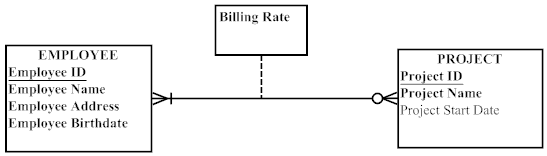 Billing Rate
EMPLOYEE
Employee ID
Employee Name
Employee Address
Employee Birthdate
PROJECT
Project ID
Project Name
Project Start Date